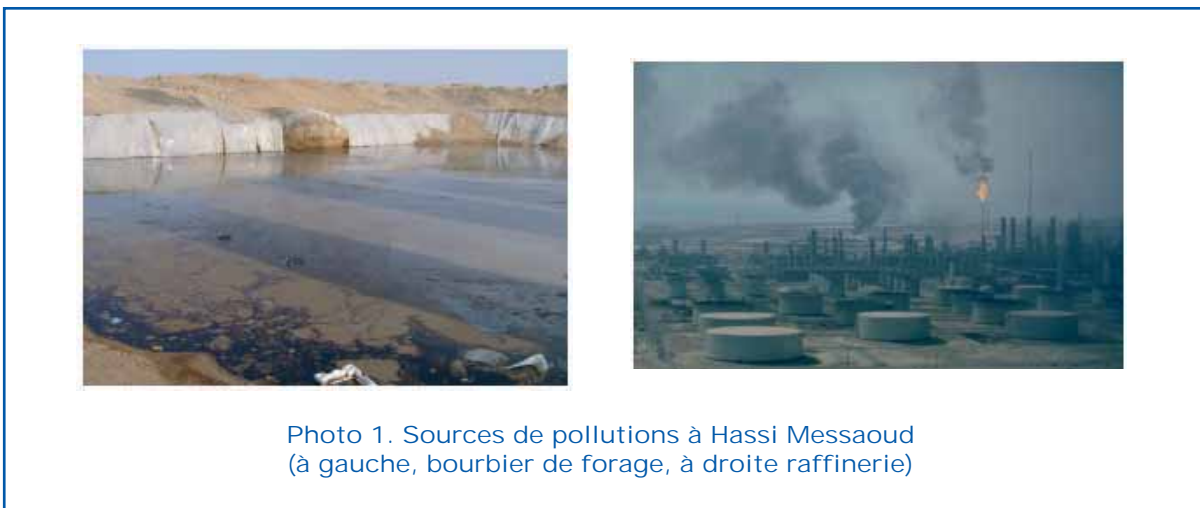 Photo 1. Sources de pollutions à Hassi Messaoud
(à gauche, bourbier de forage, à droite raffinerie)